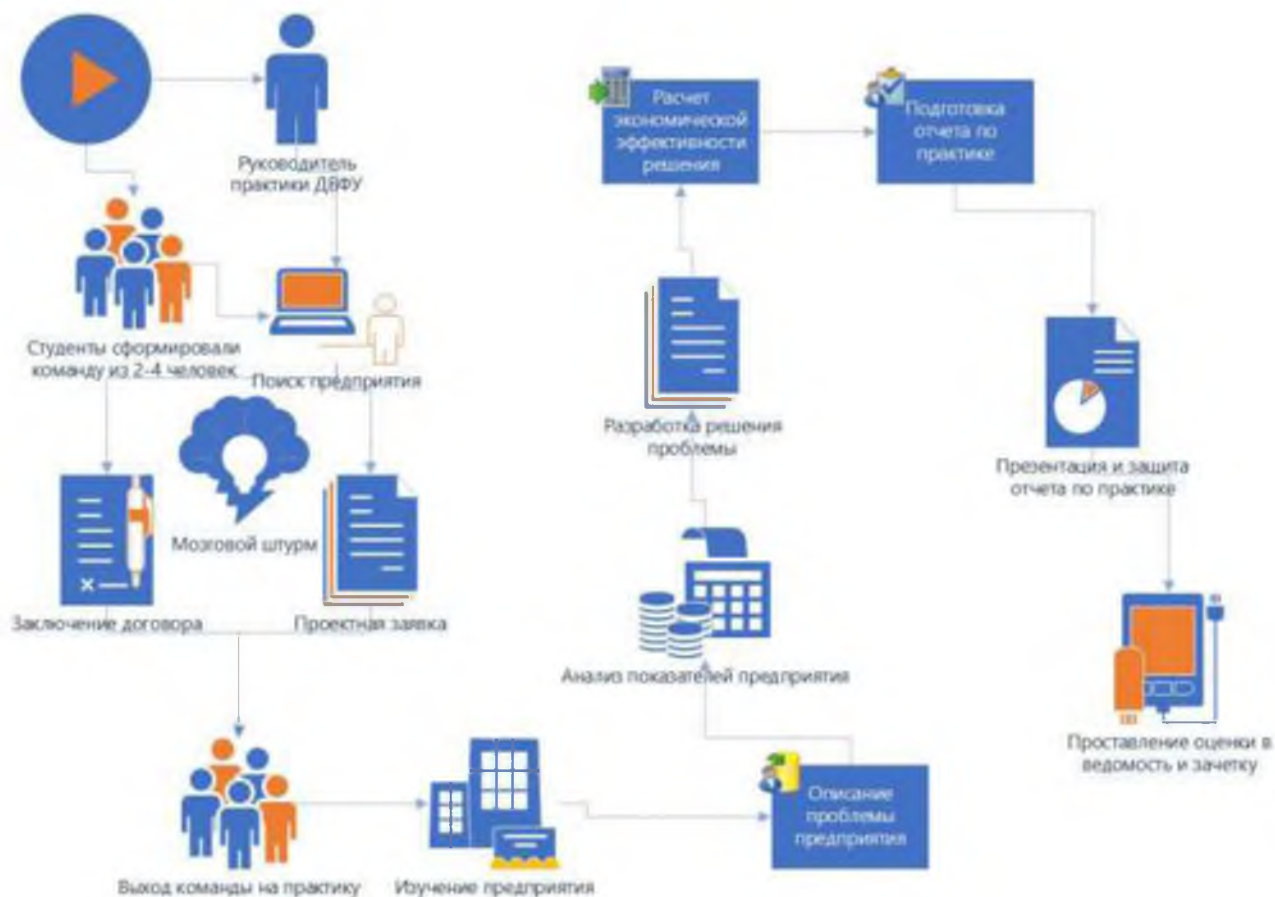 Руководитель
практики ДВФУ
Студенты сформировали
команду из 2-4 человек
Поиск предприятия
Мозговой штурм
Заключение договора
Проектная заявка
Выход команды на практику
Изучение предприятия
Описание
проблемы
предприятия
Анализ показателей предприятия
Разработка решения
проблемы
Расчет
экономической
эффективности
решения
Подготовка
отчета по
практике
Презентация и защита
отчета по практике
Проставление оценки в
ведомость и зачетку